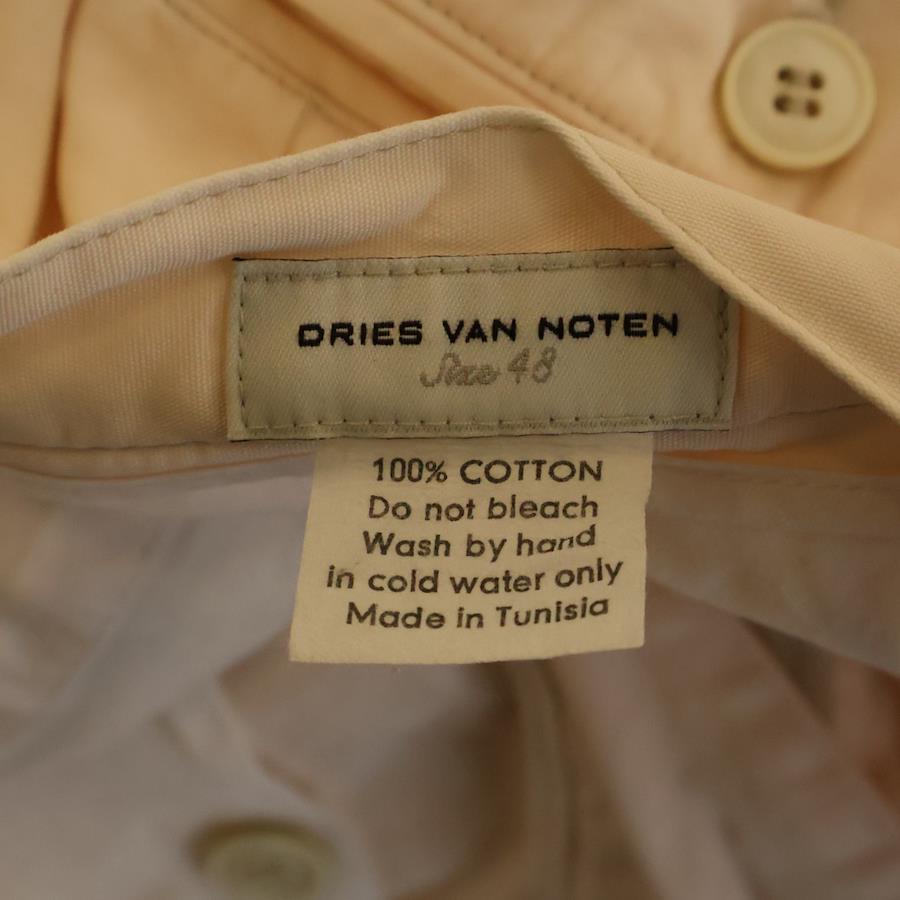 DRIES VAN NOTEN
Size 48
100% COTTON
Do not bleach
Wash by hand
in cold water only
Made in Tunisia